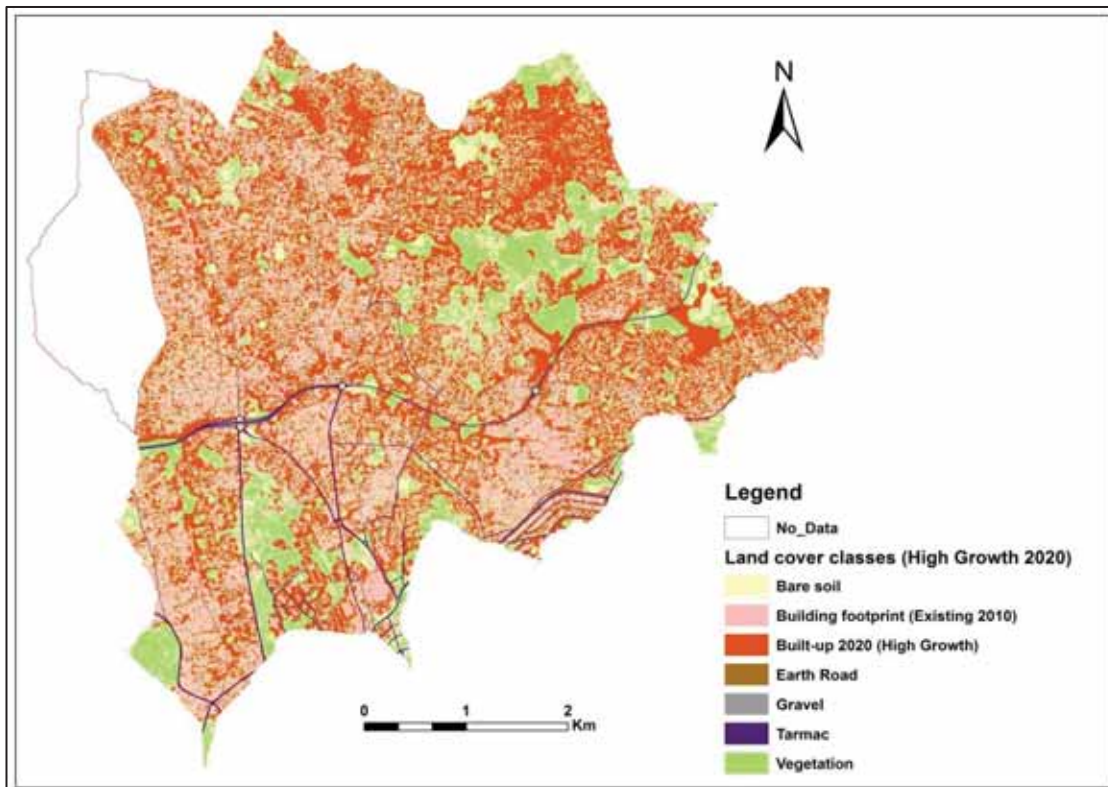 N
Legend
No_Data
Land cover classes (High Growth 2020)
Bare soil
Building footprint (Existing 2010)
Built-up 2020 (High Growth)
Earth Road
Gravel
Tarmac
Vegetation
0 1 2
Km